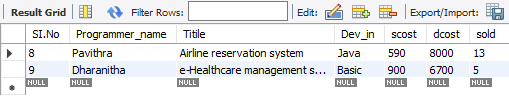 Result Grid Filter Rows: Edit: Export/Import:
SI.No Programmer_name Titile Dev_in scost dcost sold
8 Pavithra Airline reservation system Java 590 8000 13
9 Dharanitha e-Healthcare management s... Basic 900 6700 5
NULL NULL NULL NULL NULL NULL NULL